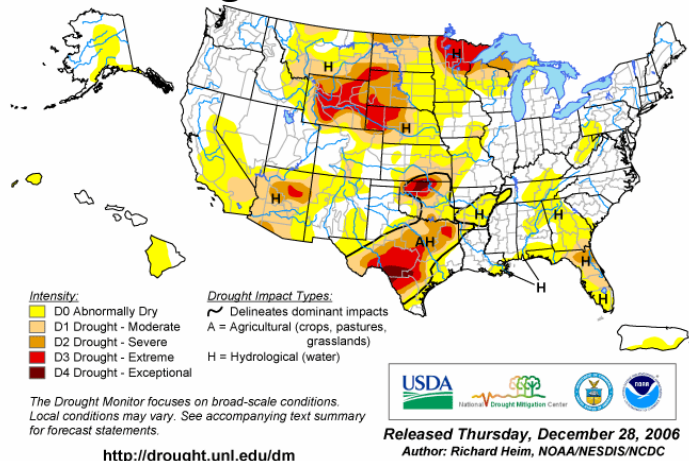 H
H
H
H
H
H
AH
H
H
H
H
Intensity:
D0 Abnormally Dry
D1 Drought - Moderate
D2 Drought - Severe
D3 Drought - Extreme
D4 Drought - Exceptional
Drought Impact Types:
Delineates dominant impacts
A = Agricultural (crops, pastures,
grasslands)
H = Hydrological (water)
The Drought Monitor focuses on broad-scale conditions.
Local conditions may vary. See accompanying text summary
for forecast statements.
http://drought.unl.edu/dm
USDA
National Drought Mitigation Center
NOAA
Released Thursday, December 28, 2006
Author: Richard Heim, NOAA/NESDIS/NCDC